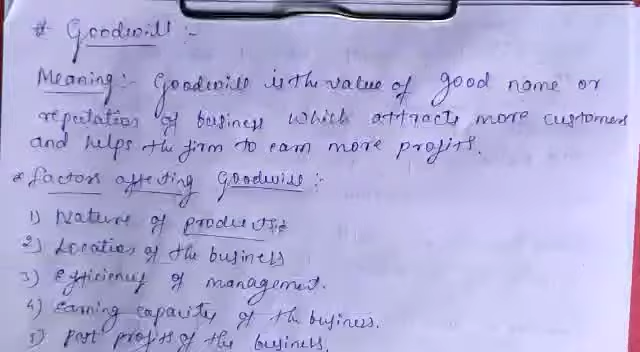 # Goodwill :-
Meaning :- Goodwill is the value of good name or
reputation of business which attracts more customers
and helps the firm to earn more profits.
* factors affecting Goodwill :-
1) Nature of products
2) Location of the business
3) Efficiency of management.
4) Earning capacity of the business.
5) Past profits of the business.